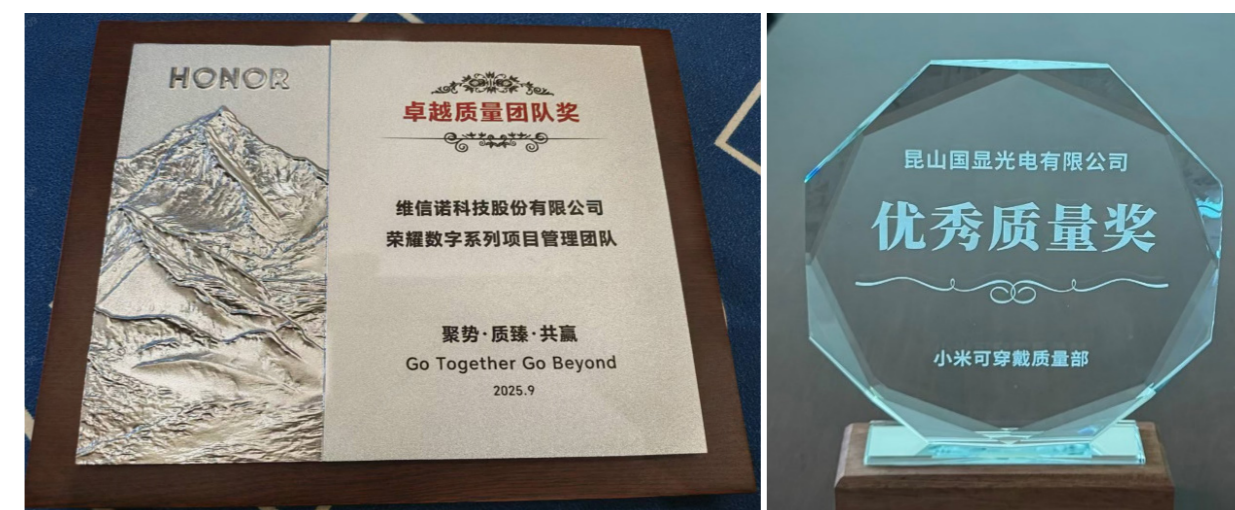 HONOR
卓越质量团队奖
维信诺科技股份有限公司
荣耀数字系列项目管理团队
聚势·质臻·共赢
Go Together Go Beyond
2025.9
昆山国显光电有限公司
优秀质量奖
小米可穿戴质量部